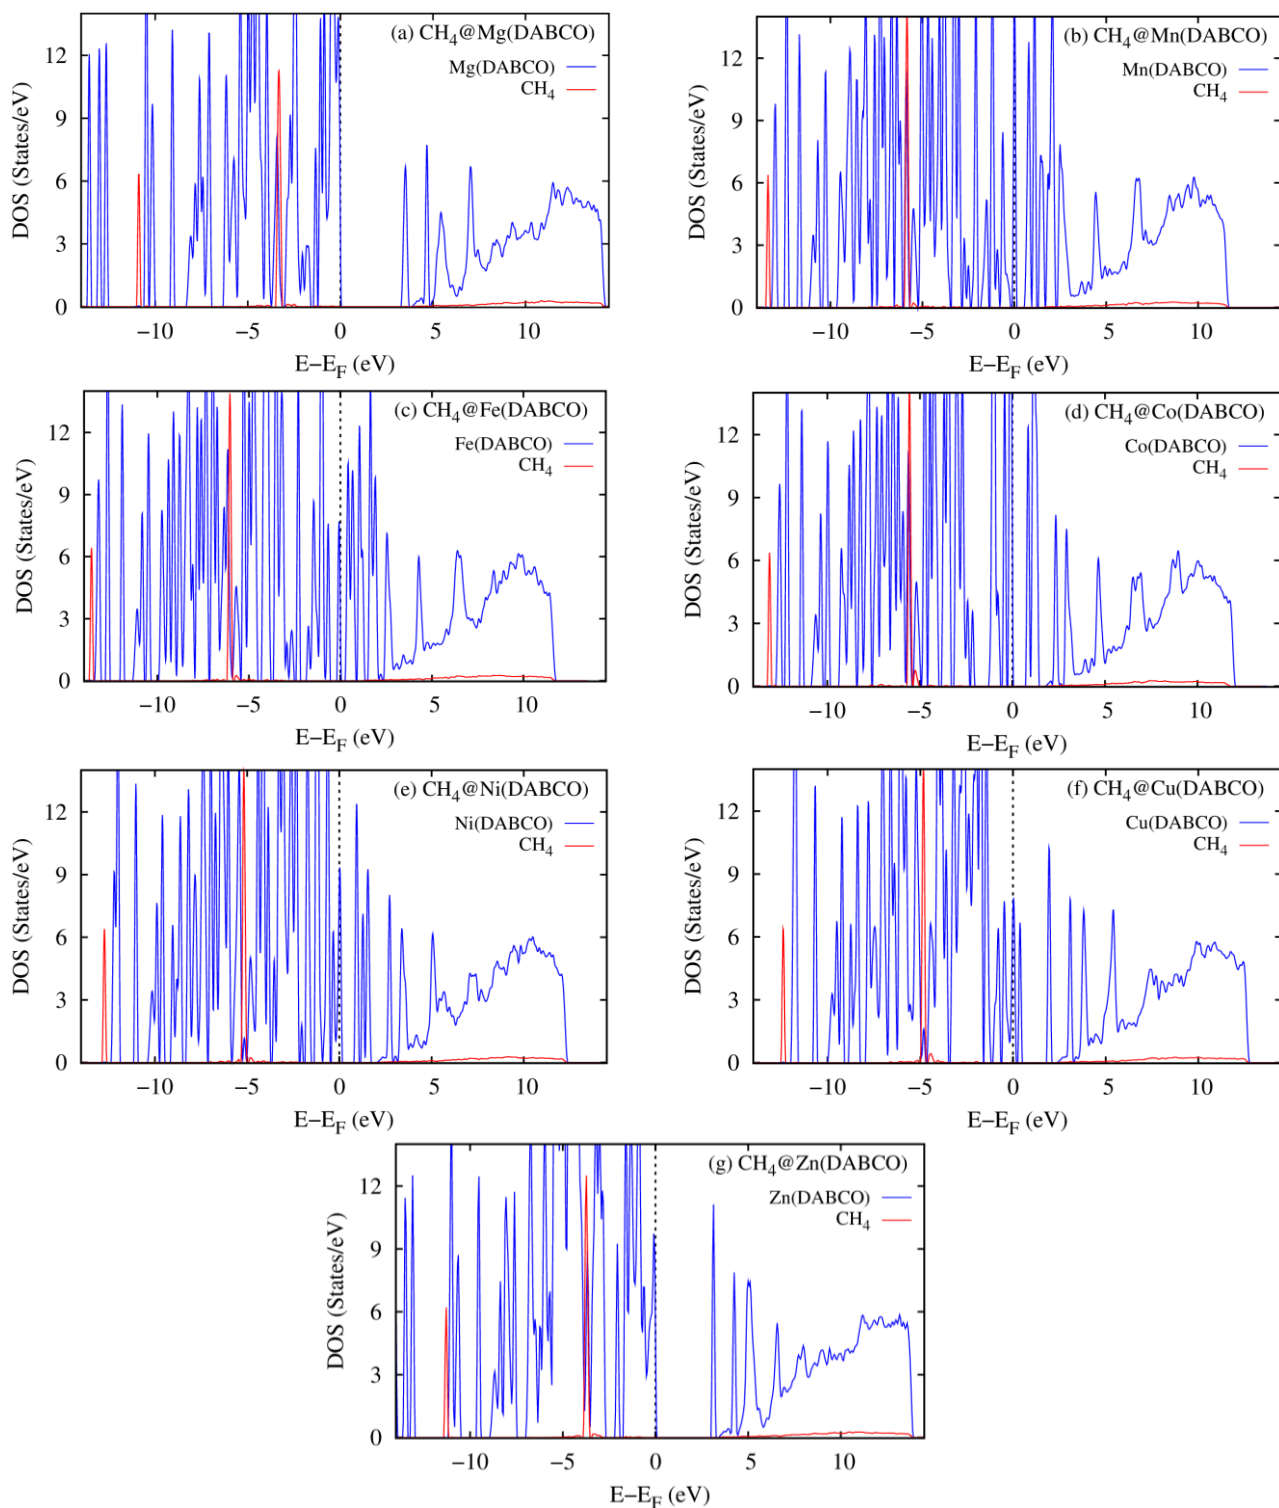 (a) CH₄@Mg(DABCO)
Mg(DABCO)
CH₄
DOS (States/eV)
12
9
6
3
0
−10
−5
0
5
10
E−E_F (eV)
(b) CH₄@Mn(DABCO)
Mn(DABCO)
CH₄
DOS (States/eV)
12
9
6
3
0
−10
−5
0
5
10
E−E_F (eV)
(c) CH₄@Fe(DABCO)
Fe(DABCO)
CH₄
DOS (States/eV)
12
9
6
3
0
−10
−5
0
5
10
E−E_F (eV)
(d) CH₄@Co(DABCO)
Co(DABCO)
CH₄
DOS (States/eV)
12
9
6
3
0
−10
−5
0
5
10
E−E_F (eV)
(e) CH₄@Ni(DABCO)
Ni(DABCO)
CH₄
DOS (States/eV)
12
9
6
3
0
−10
−5
0
5
10
E−E_F (eV)
(f) CH₄@Cu(DABCO)
Cu(DABCO)
CH₄
DOS (States/eV)
12
9
6
3
0
−10
−5
0
5
10
E−E_F (eV)
(g) CH₄@Zn(DABCO)
Zn(DABCO)
CH₄
DOS (States/eV)
12
9
6
3
0
−10
−5
0
5
10
E−E_F (eV)